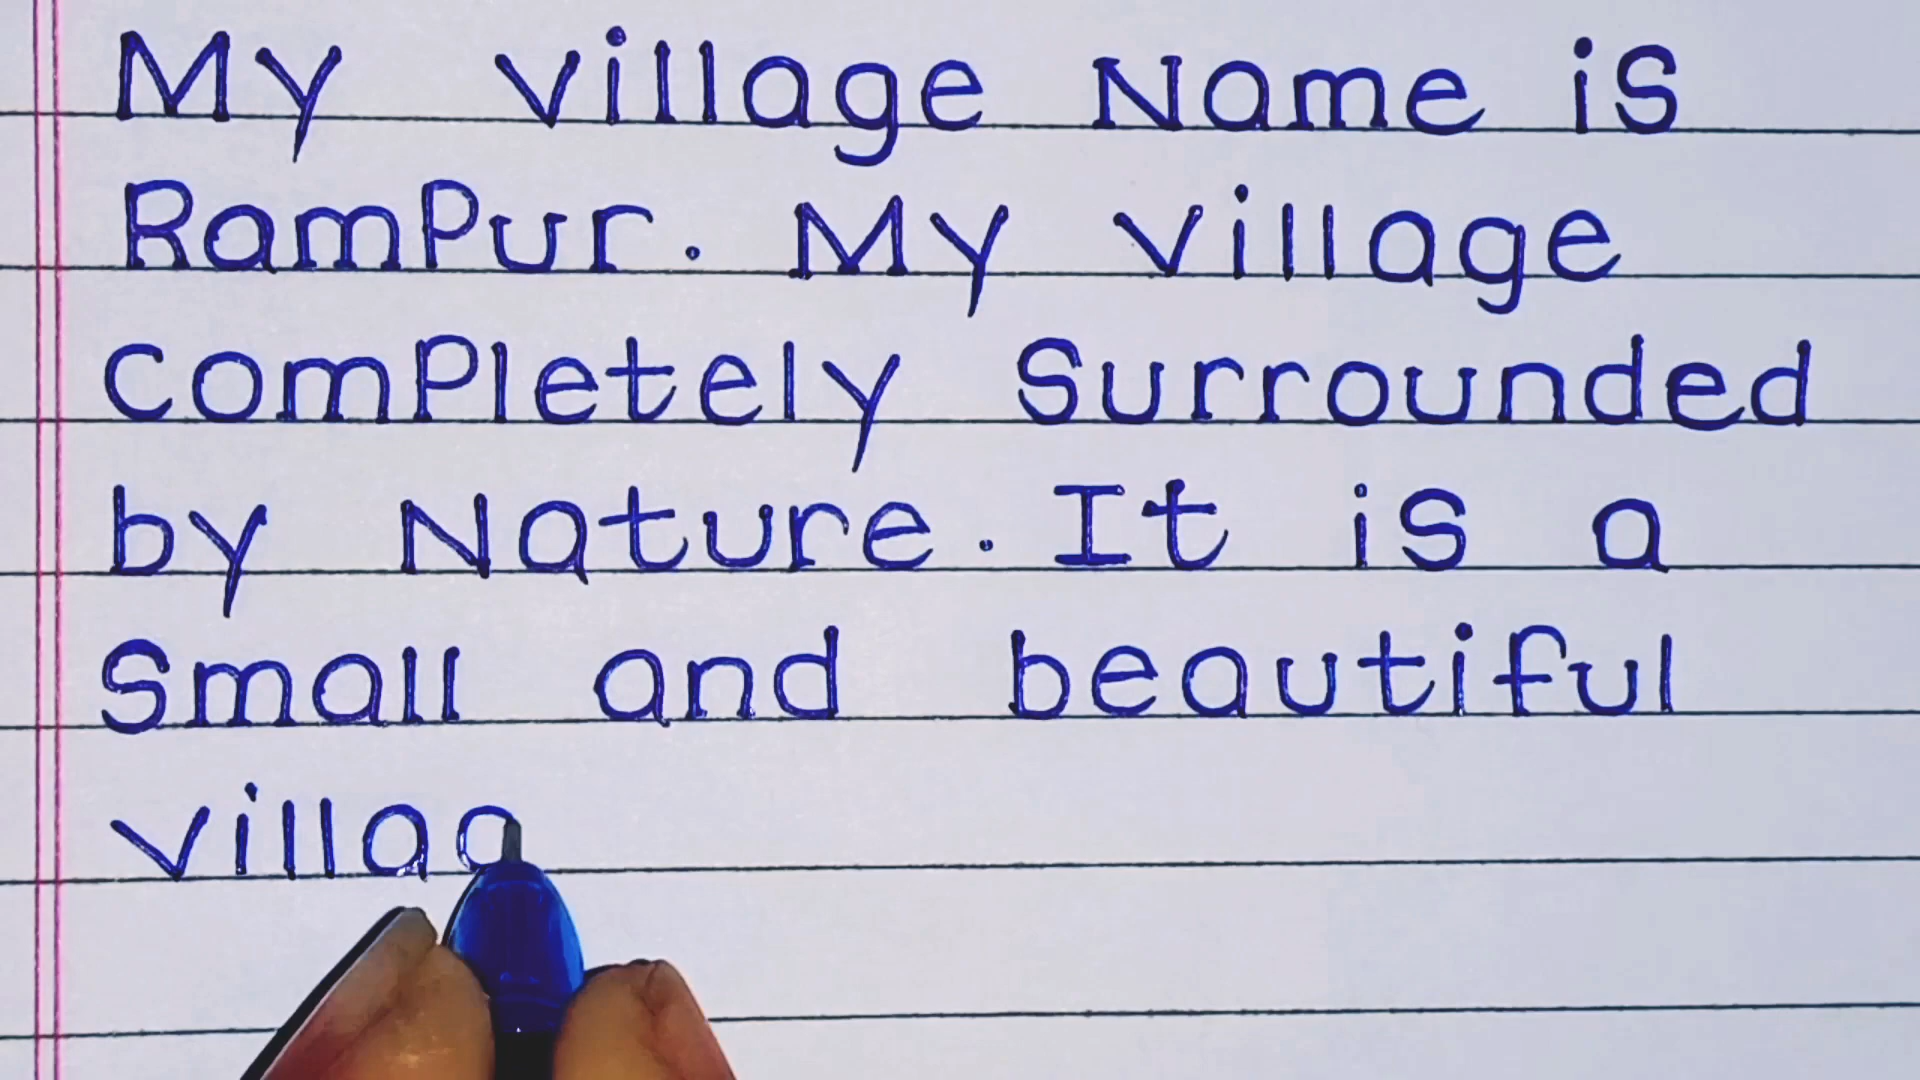 My village Name is
RamPur. My village
comPletely Surrounded
by Nature. It is a
Small and beautiful
villag